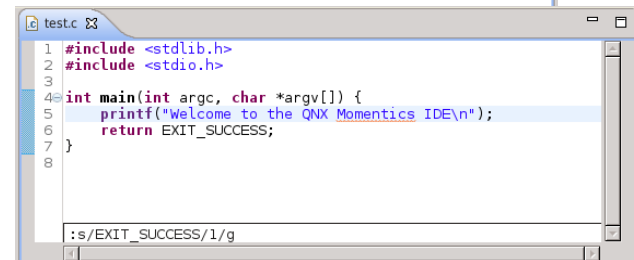 test.c
1 #include <stdlib.h>
2 #include <stdio.h>
3
4 int main(int argc, char *argv[]) {
5     printf("Welcome to the QNX Momentics IDE\n");
6     return EXIT_SUCCESS;
7 }
8
:s/EXIT_SUCCESS/1/g